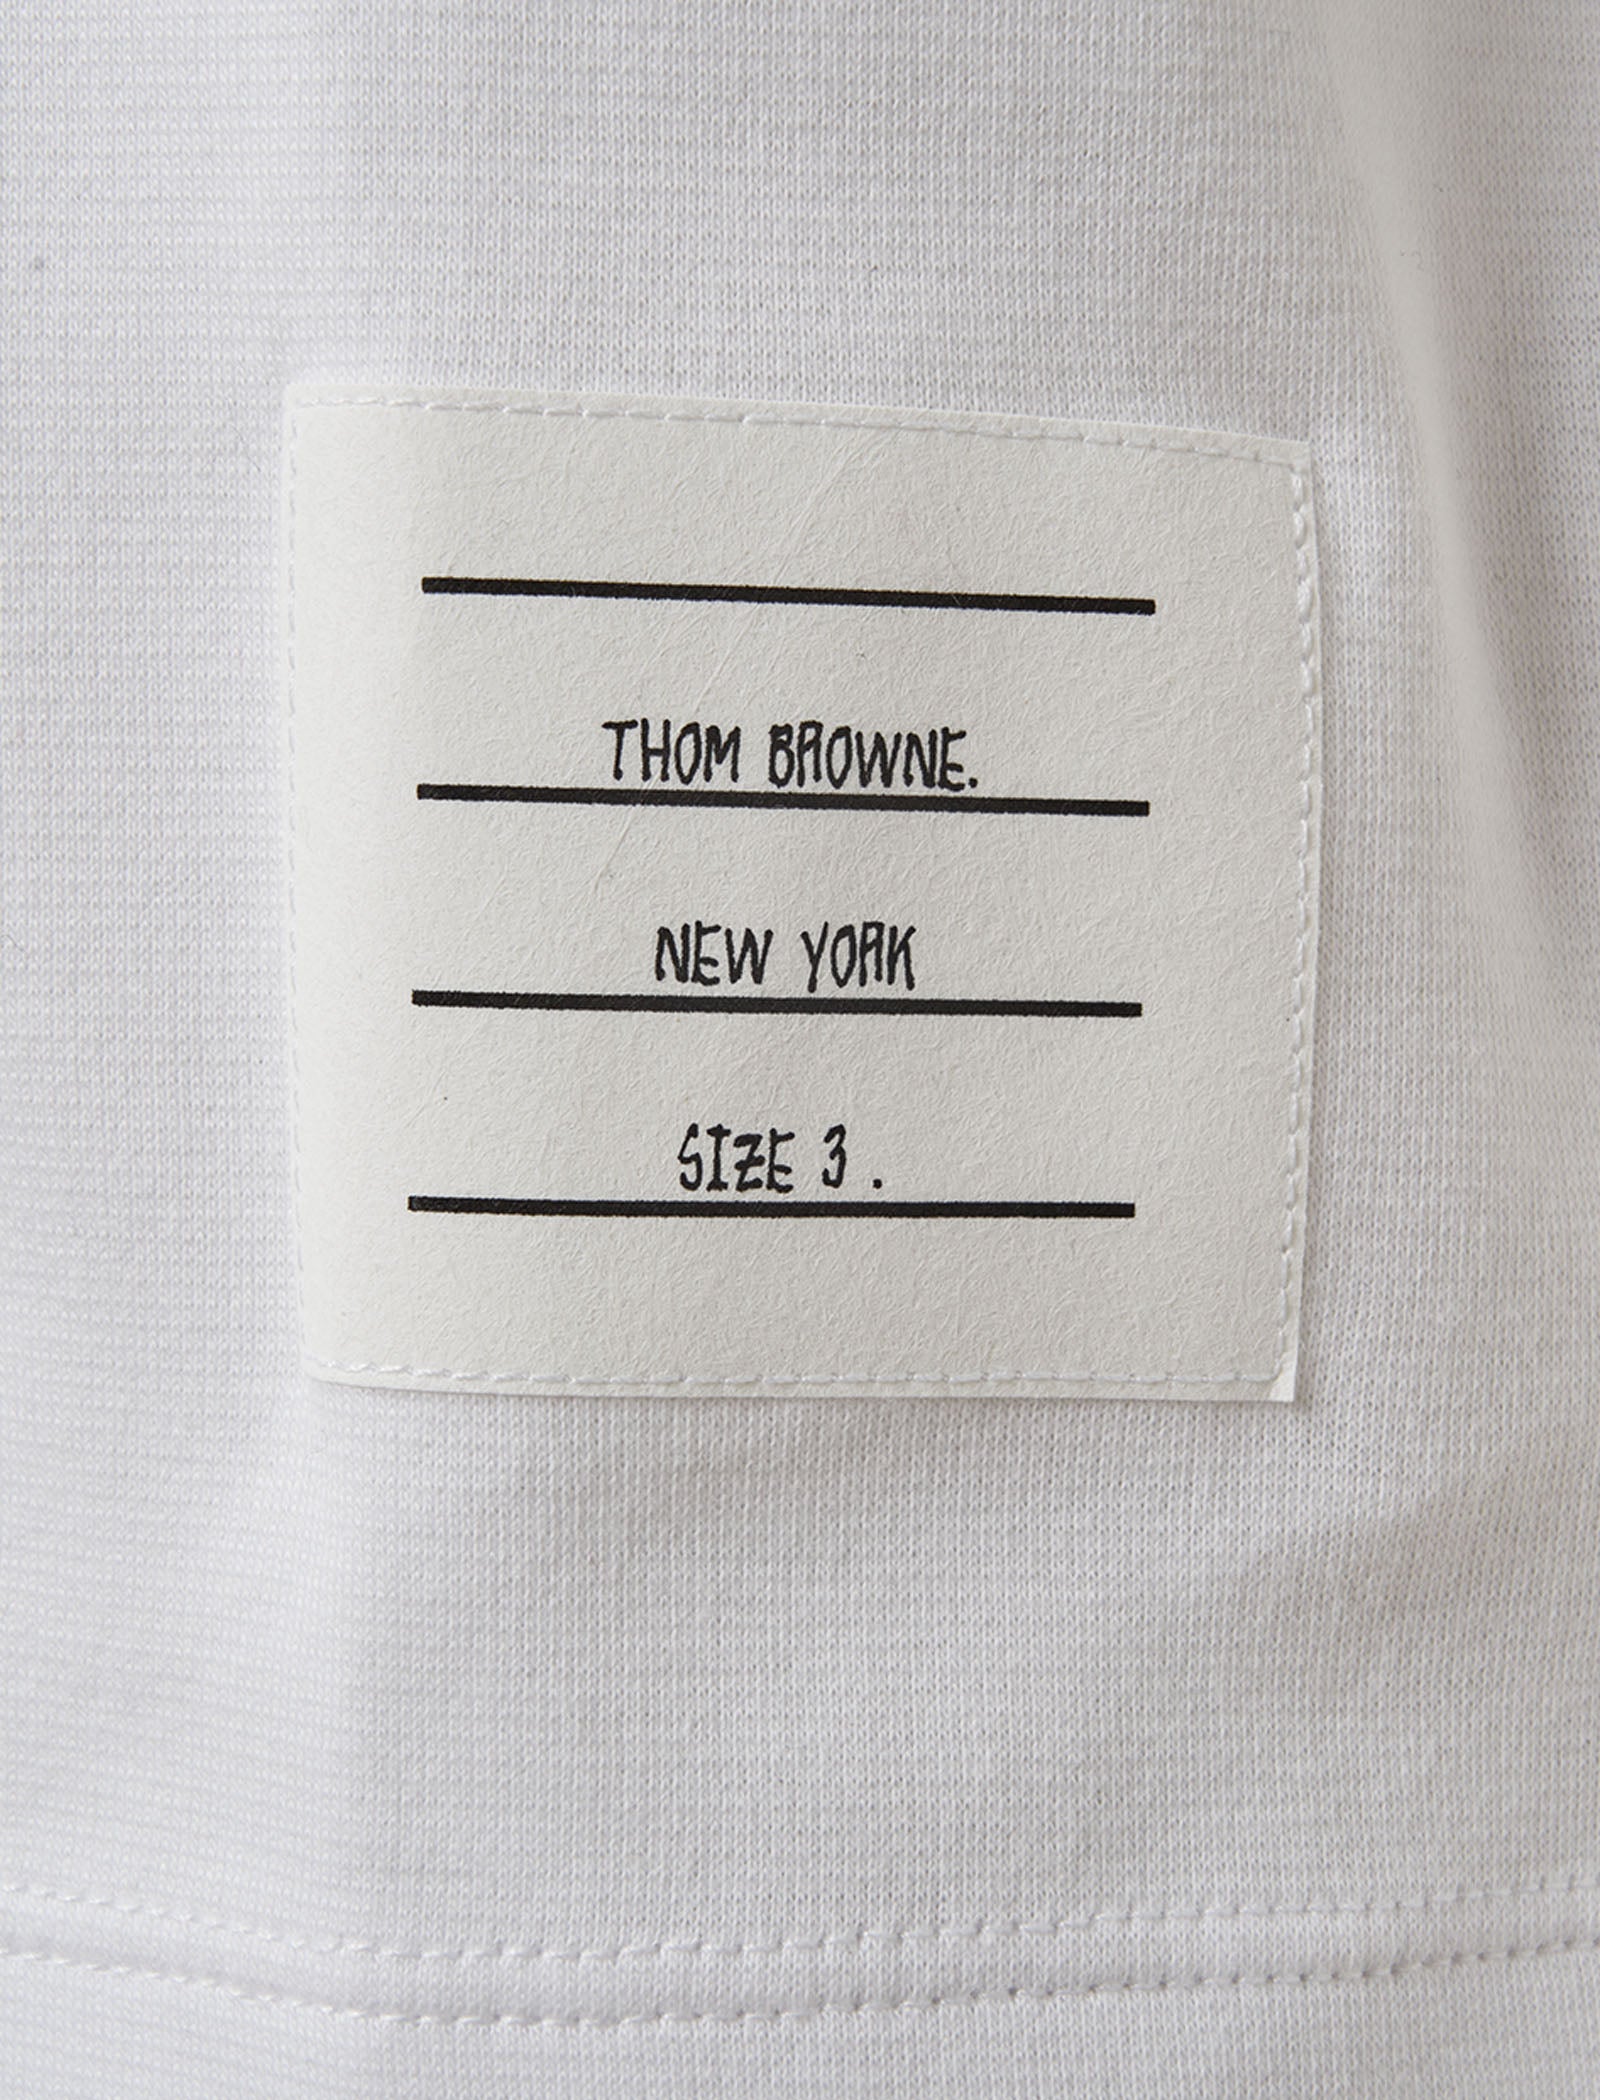 THOM BROWNE.
NEW YORK
SIZE 3 .